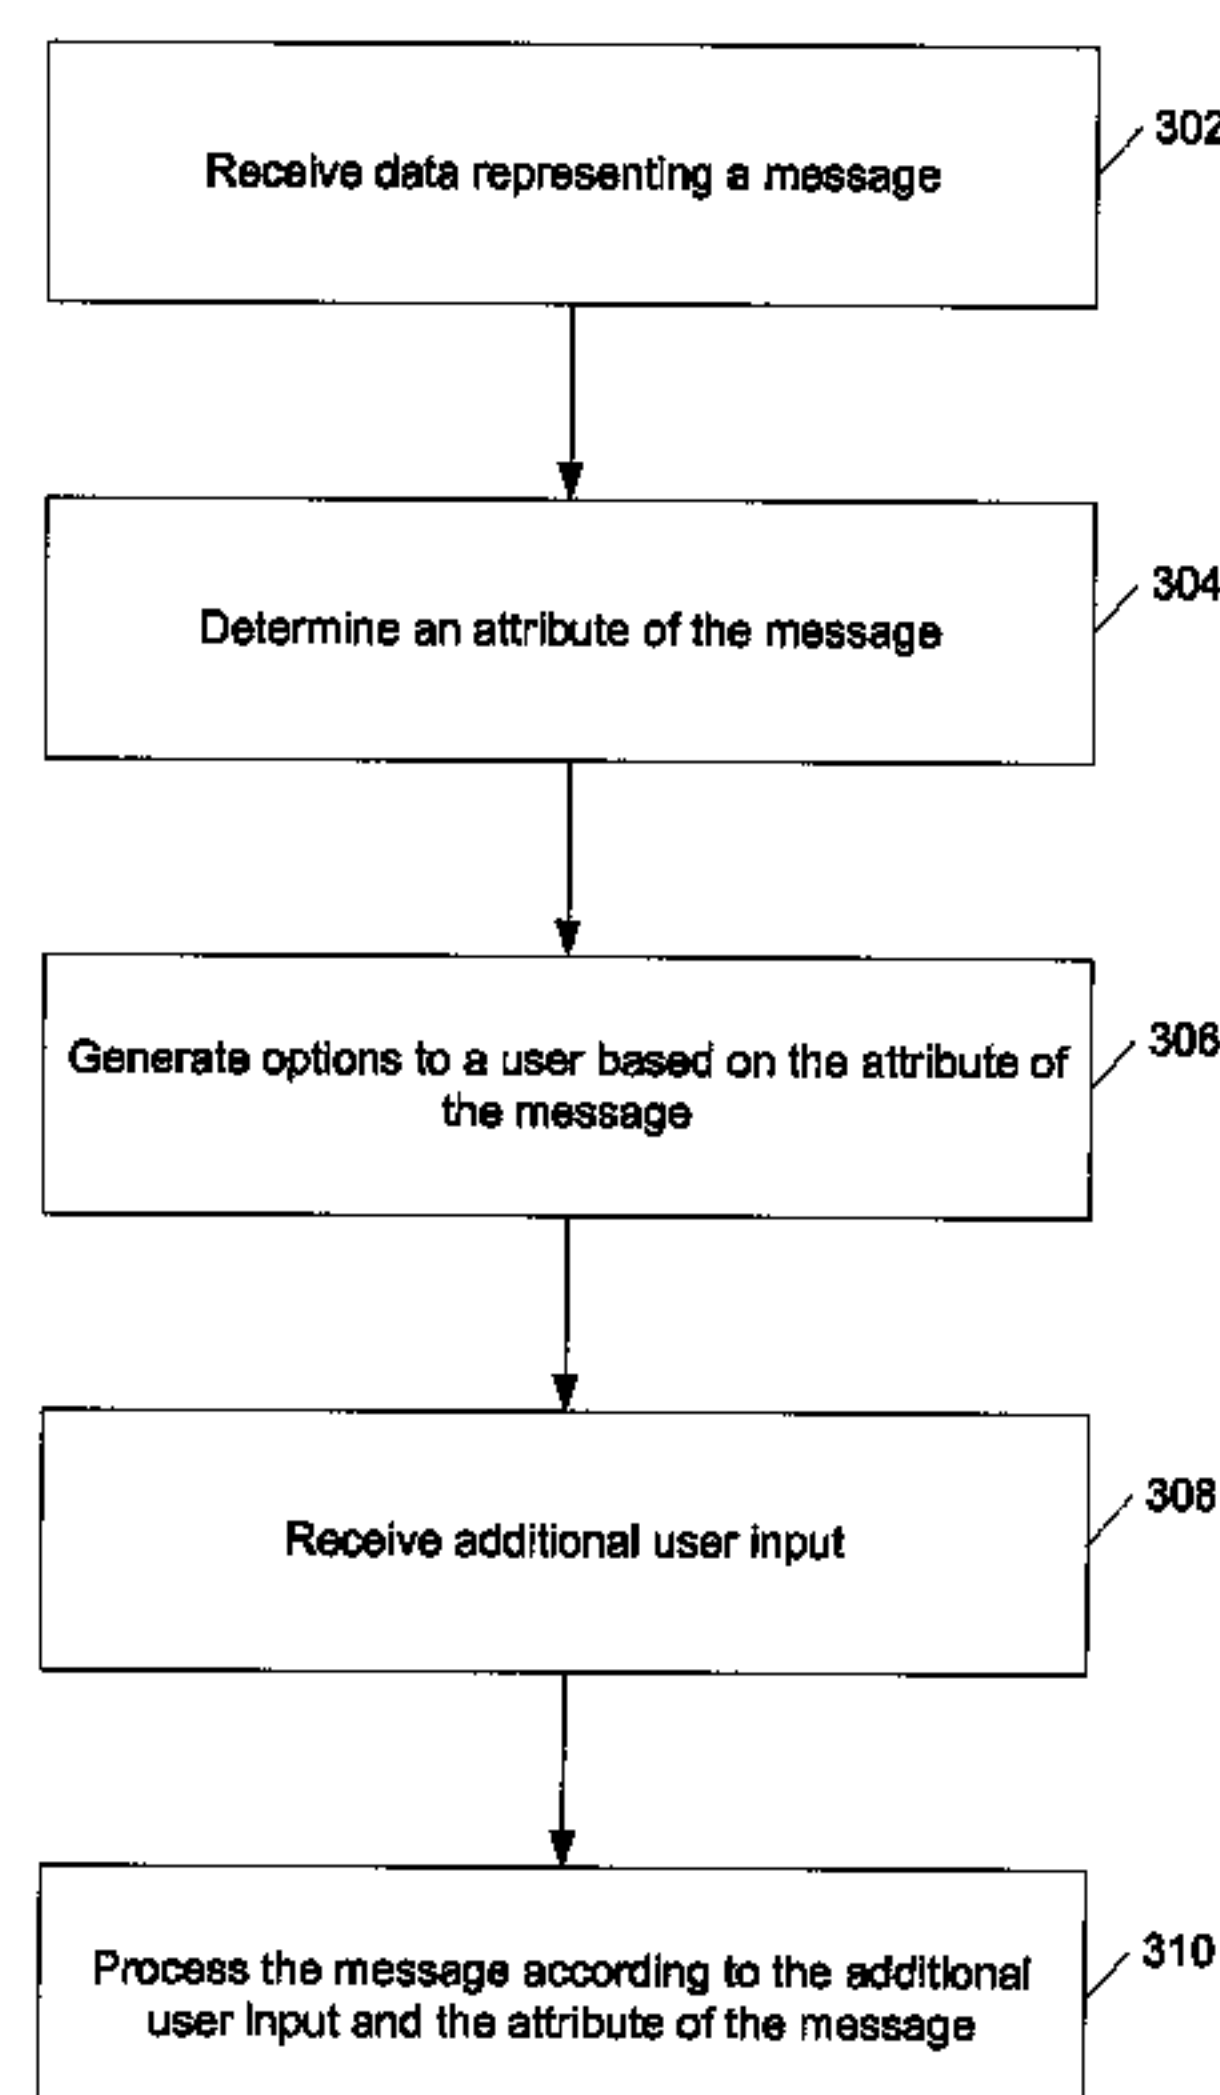 Receive data representing a message
302
Determine an attribute of the message
304
Generate options to a user based on the attribute of
the message
306
Receive additional user input
308
Process the message according to the additional
user Input and the attribute of the message
310